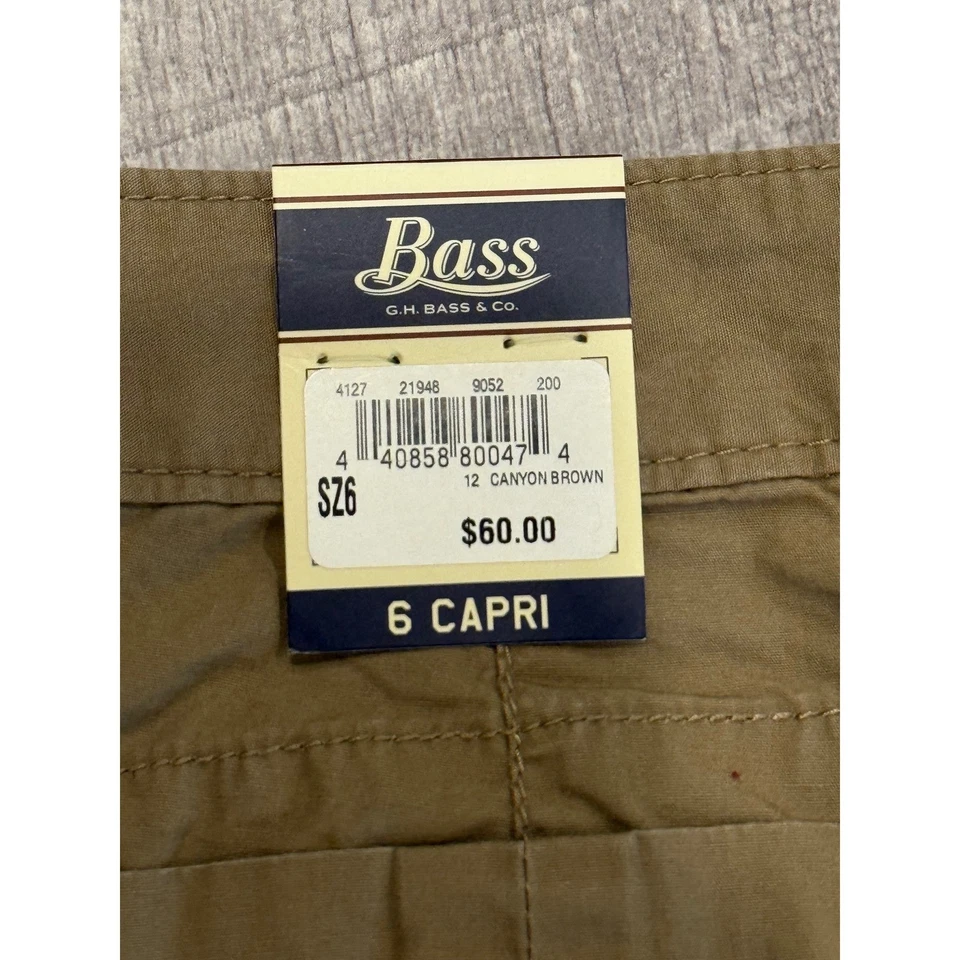 Bass
G.H. BASS & Co.
4127 21948 9052 200
4 40858 80047 4
12 CANYON BROWN
SZ6
$60.00
6 CAPRI